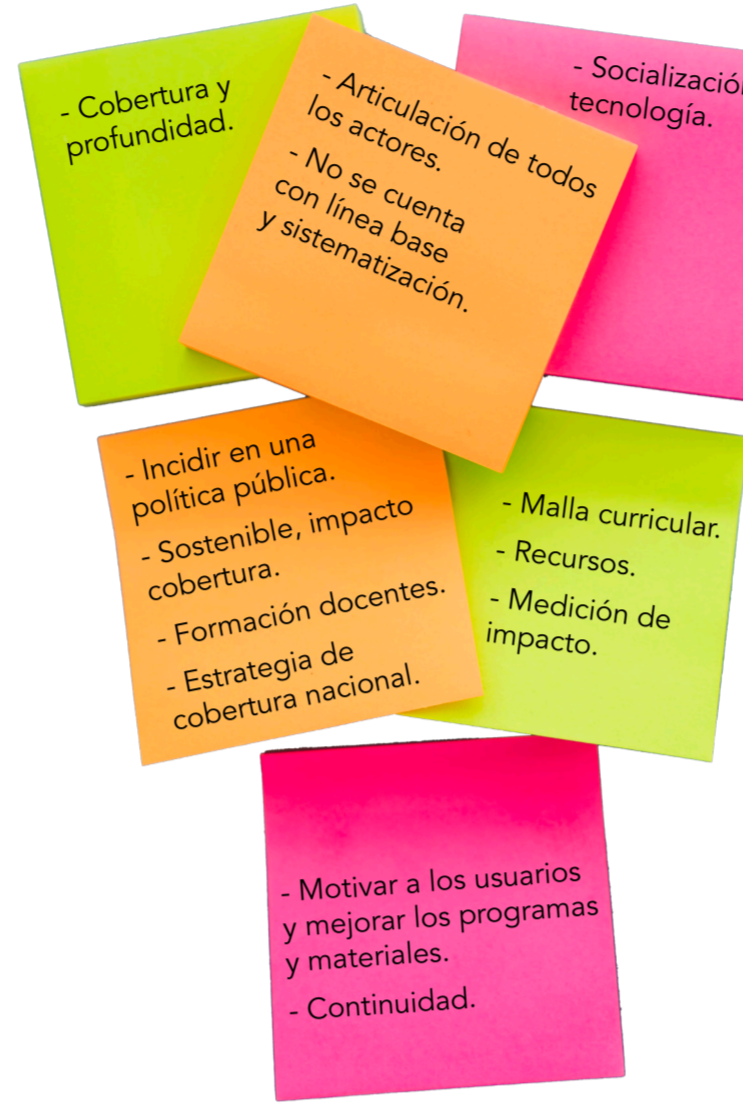 - Cobertura y
profundidad.
- Articulación de todos
los actores.
- No se cuenta
con línea base
y sistematización.
- Socialización
tecnología.
- Incidir en una
política pública.
- Sostenible, impacto
cobertura.
- Formación docentes.
- Estrategia de
cobertura nacional.
- Malla curricular.
- Recursos.
- Medición de
impacto.
- Motivar a los usuarios
y mejorar los programas
y materiales.
- Continuidad.